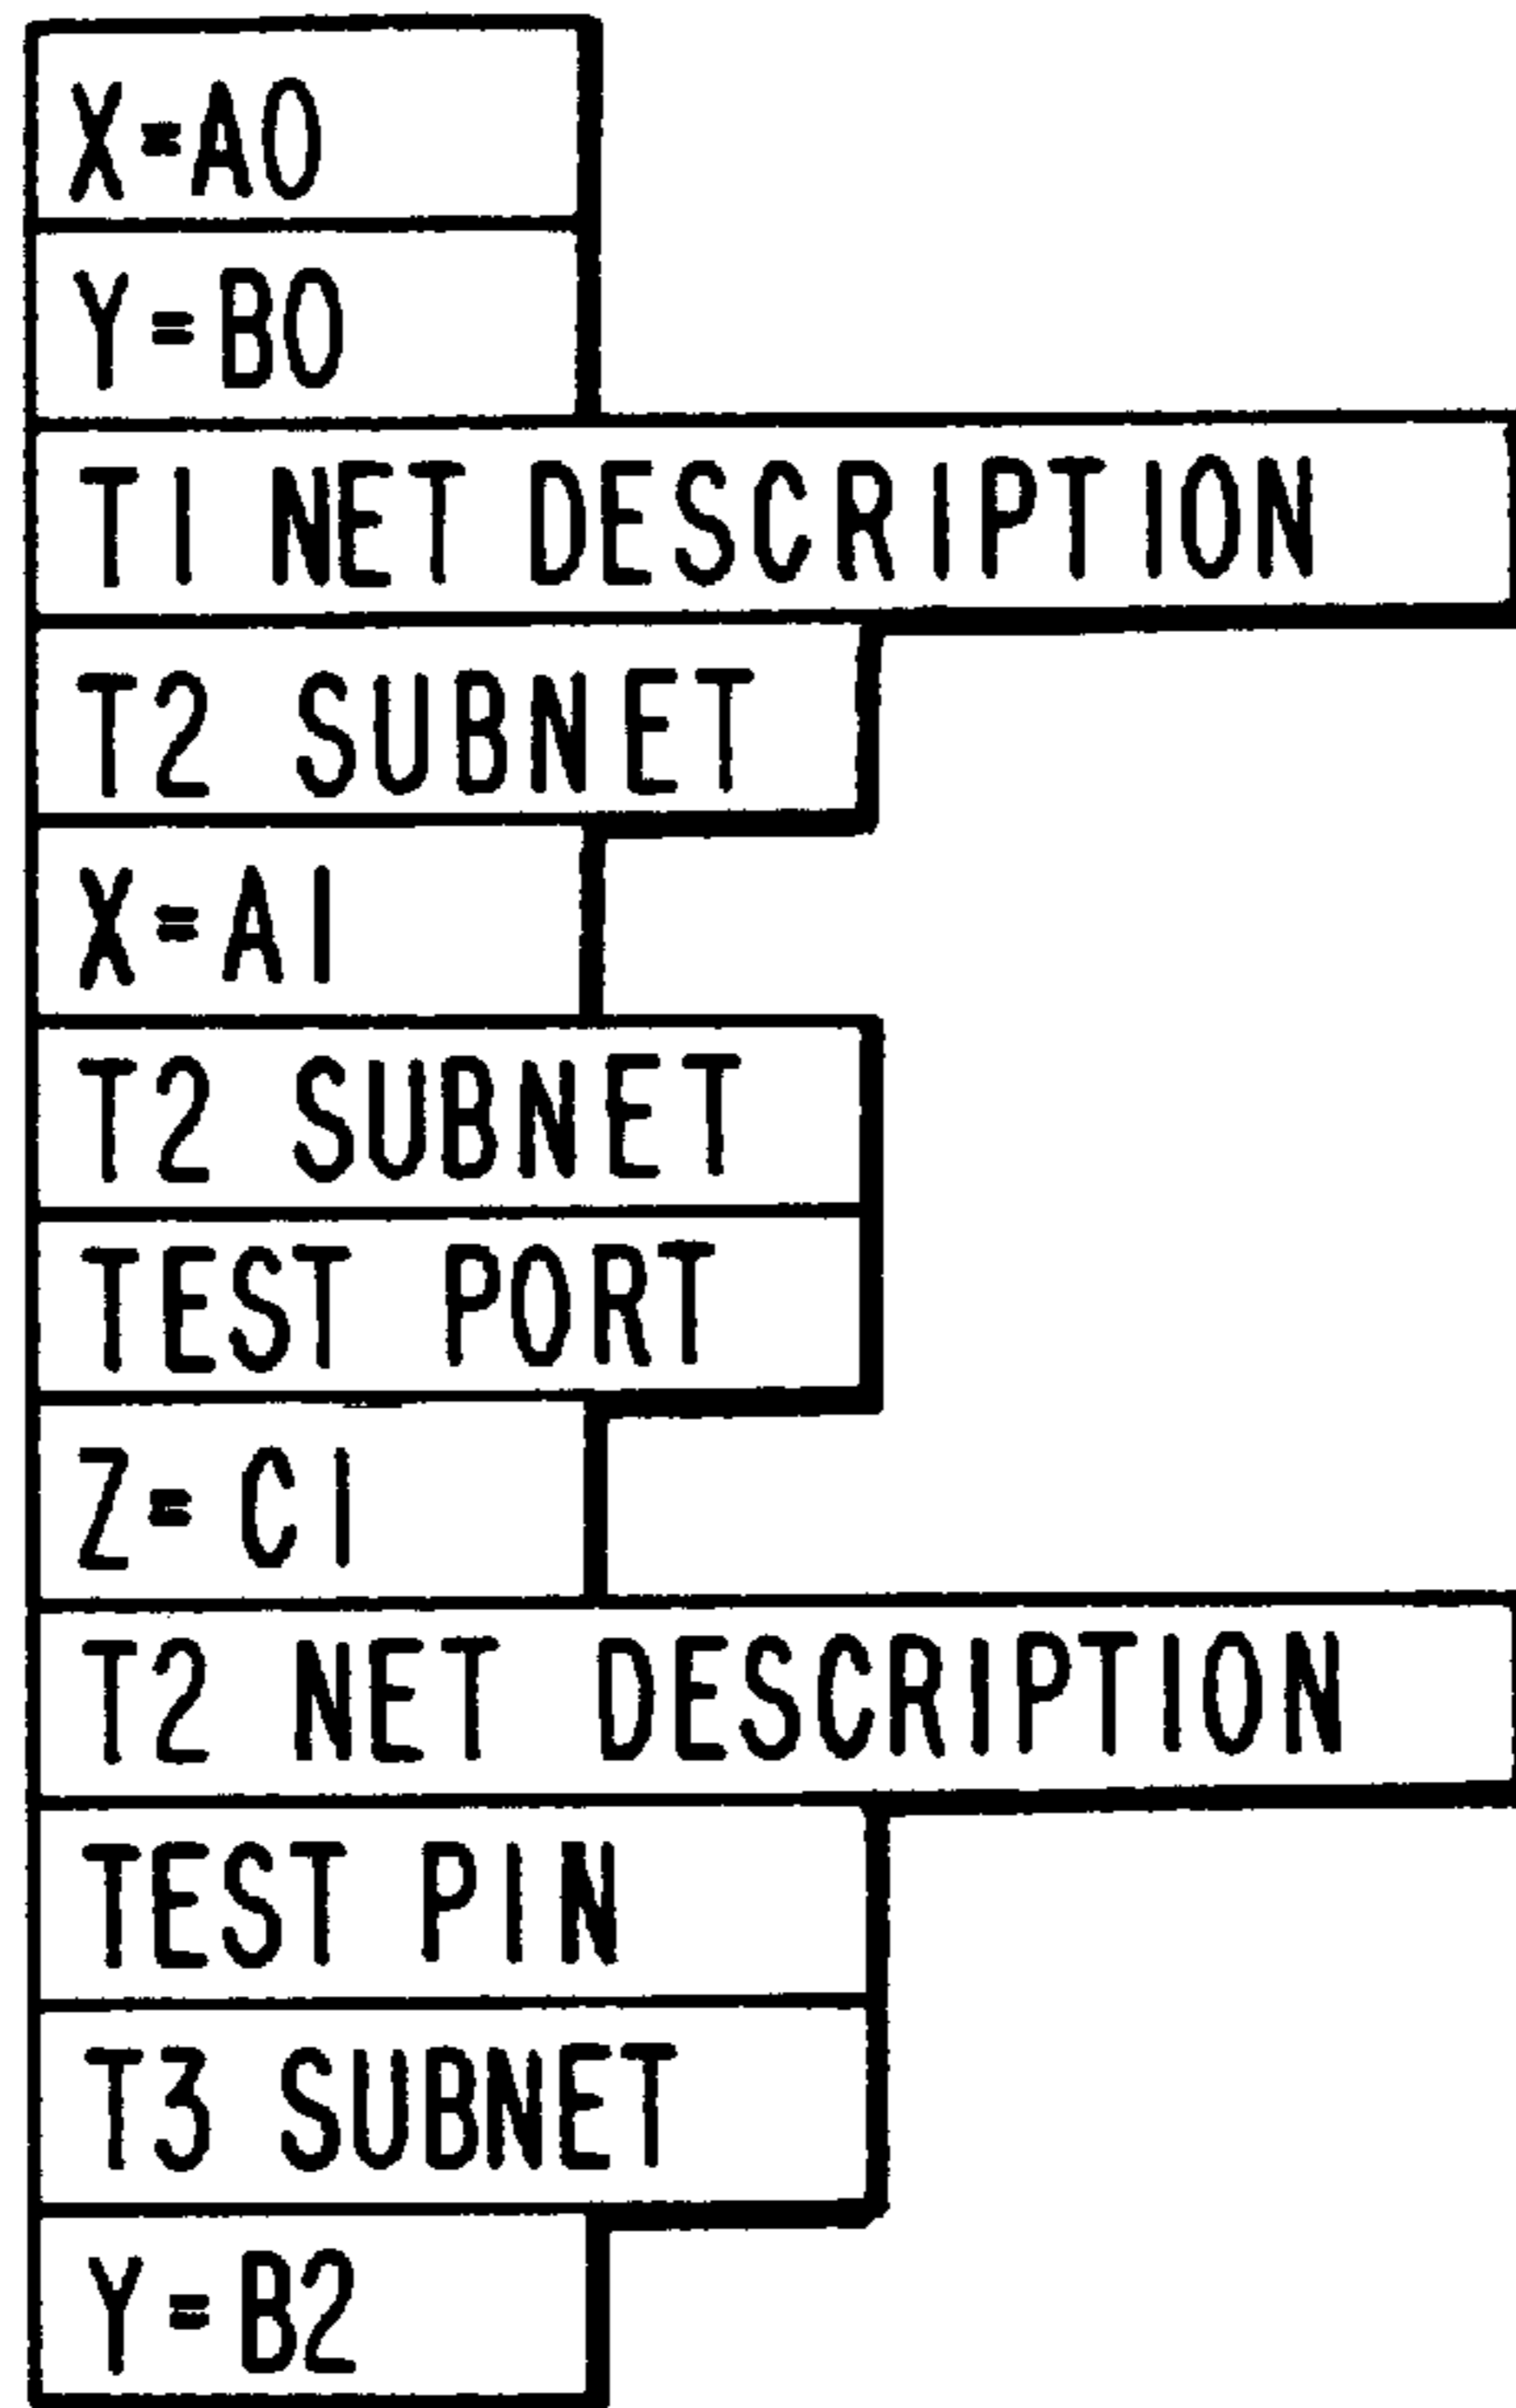 X=A0
Y=B0
T1 NET DESCRIPTION
T2 SUBNET
X=A1
T2 SUBNET
TEST PORT
Z= C1
T2 NET DESCRIPTION
TEST PIN
T3 SUBNET
Y=B2